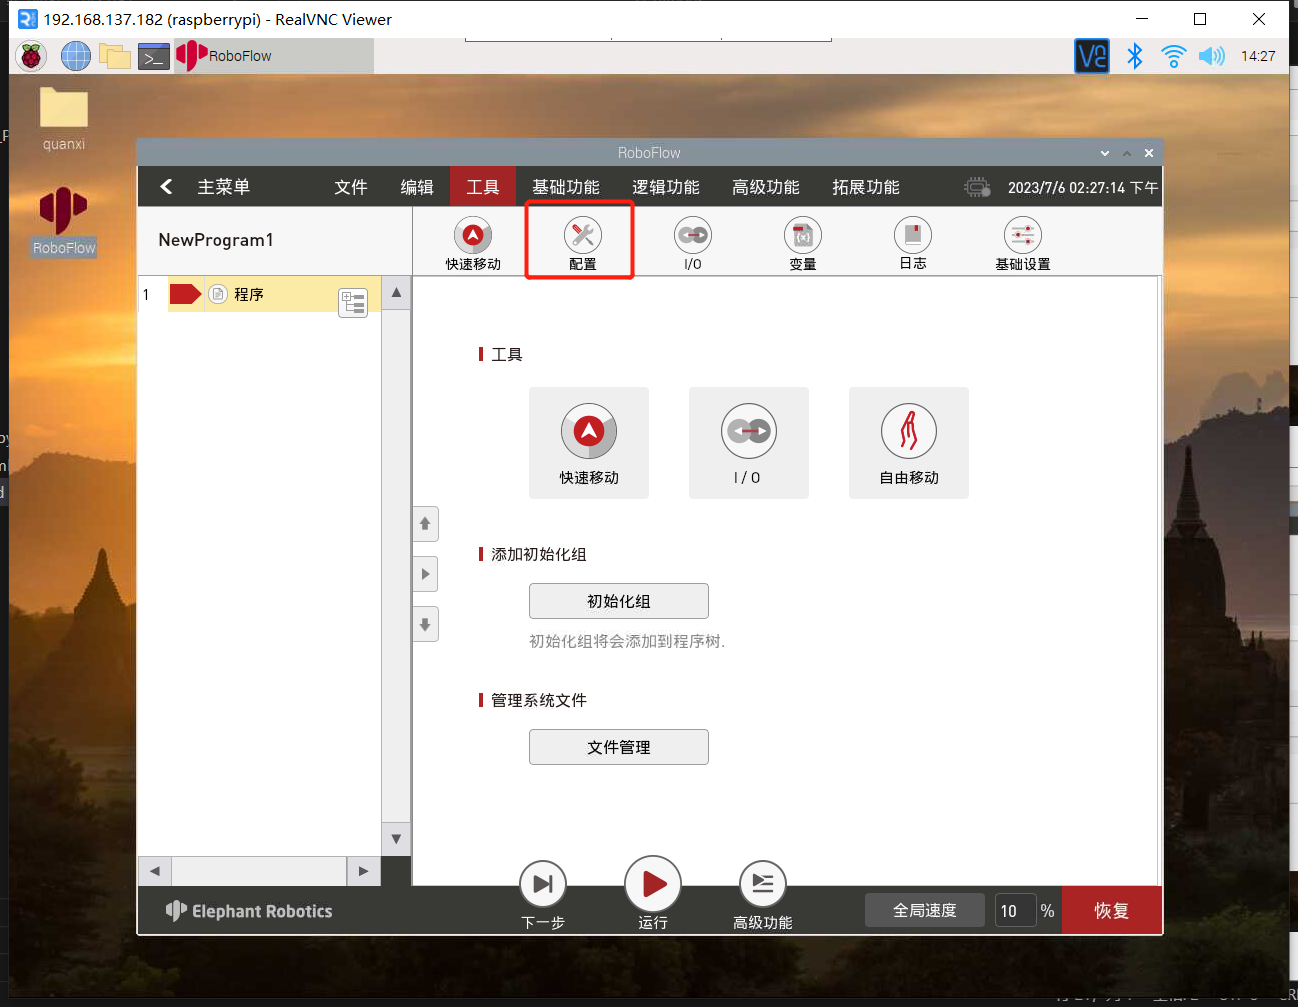 192.168.137.182 (raspberrypi) - RealVNC Viewer
RoboFlow
14:27
quanxi
RoboFlow
RoboFlow
主菜单 文件 编辑 工具 基础功能 逻辑功能 高级功能 拓展功能 2023/7/6 02:27:14 下午
NewProgram1
快速移动 配置 I/O 变量 日志 基础设置
1 程序
工具
快速移动 I / O 自由移动
添加初始化组
初始化组
初始化组将会添加到程序树.
管理系统文件
文件管理
Elephant Robotics
下一步 运行 高级功能
全局速度 10 % 恢复